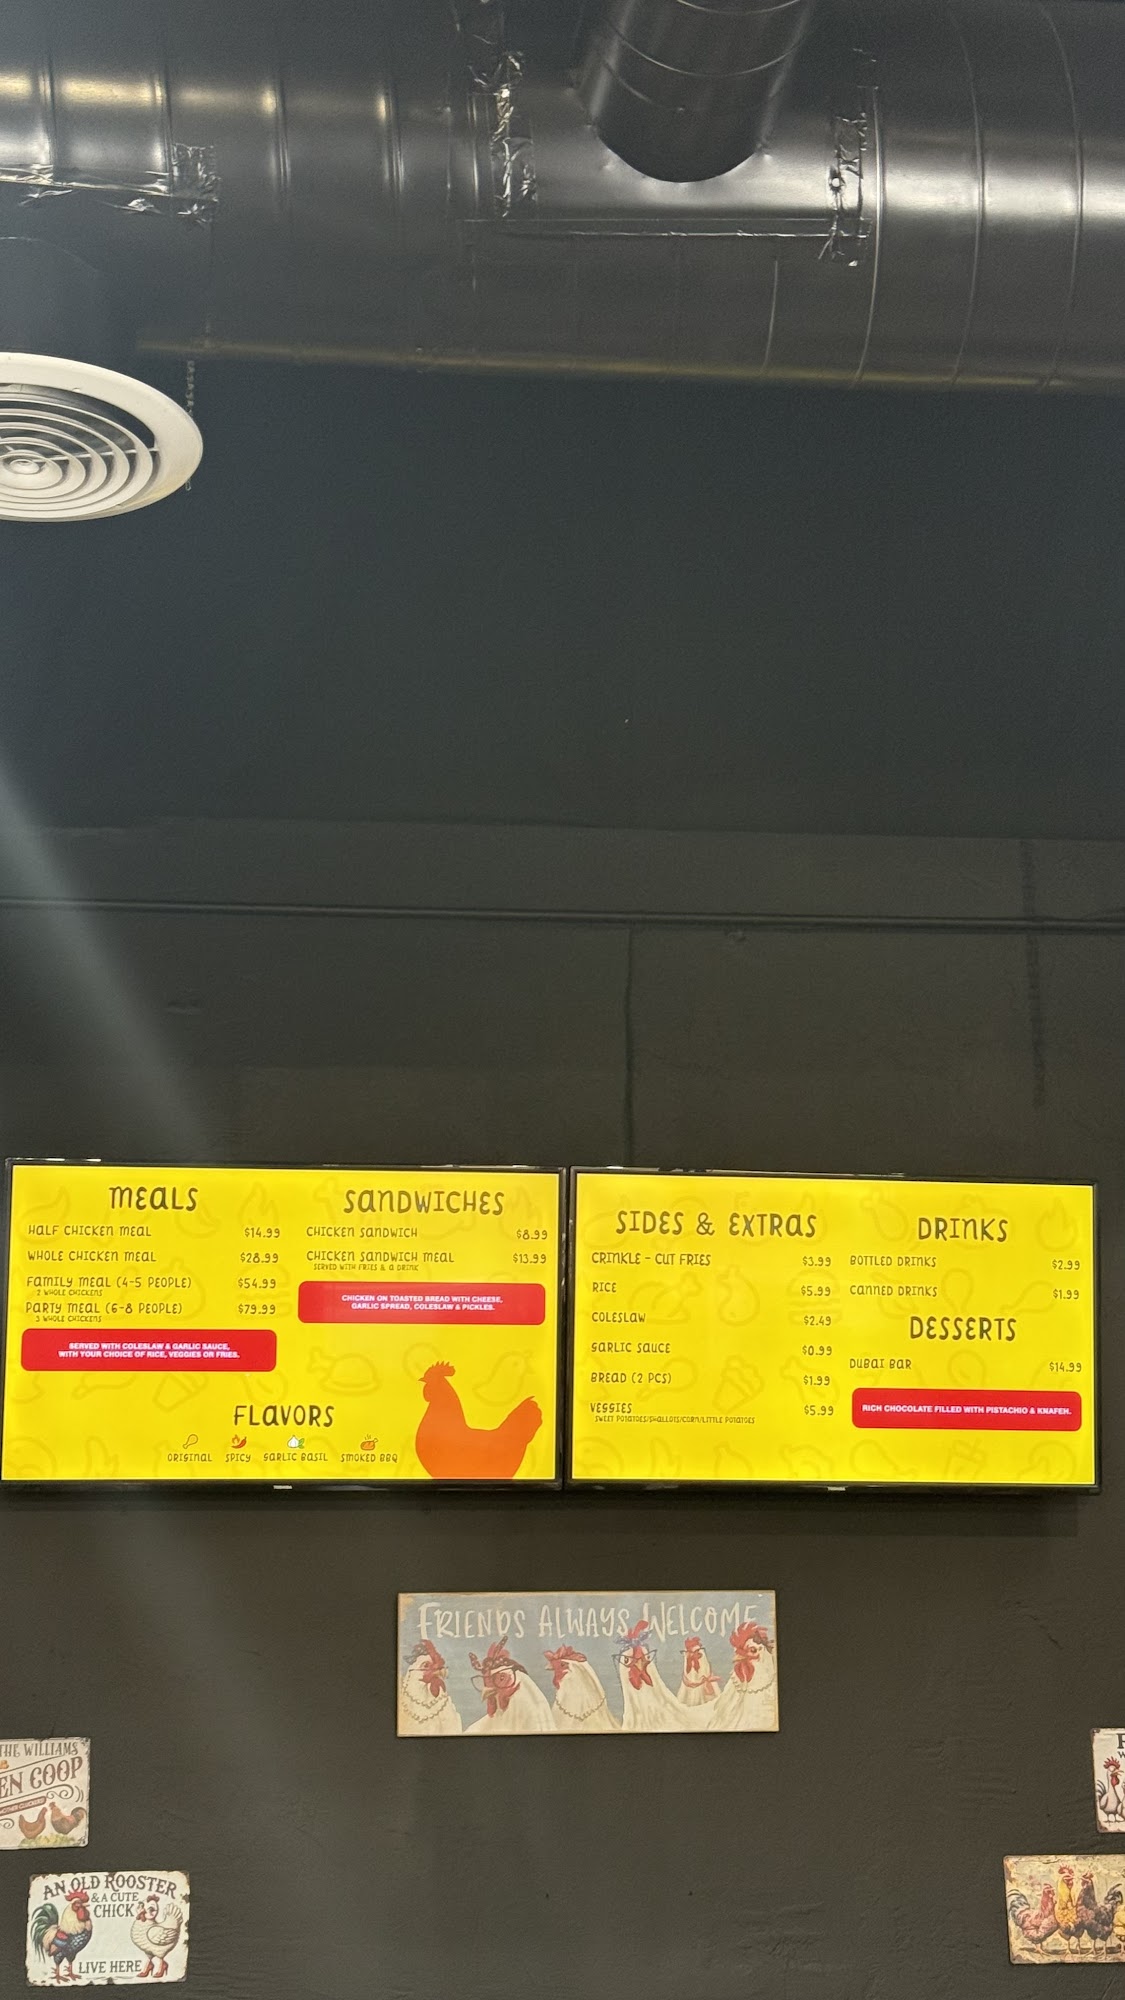 MEALS
HALF CHICKEN MEAL $14.99
WHOLE CHICKEN MEAL $28.99
FAMILY MEAL (4-5 PEOPLE) $54.99
2 WHOLE CHICKENS
PARTY MEAL (6-8 PEOPLE) $79.99
3 WHOLE CHICKENS
SERVED WITH COLESLAW & GARLIC SAUCE,
WITH YOUR CHOICE OF RICE, VEGGIES OR FRIES.
SANDWICHES
CHICKEN SANDWICH $8.99
CHICKEN SANDWICH MEAL $13.99
SERVED WITH FRIES & A DRINK
CHICKEN ON TOASTED BREAD WITH CHEESE,
GARLIC SPREAD, COLESLAW & PICKLES.
FLAVORS
ORIGINAL SPICY GARLIC BASIL SMOKED BBQ
SIDES & EXTRAS
CRINKLE - CUT FRIES $3.99
RICE $5.99
COLESLAW $2.49
GARLIC SAUCE $0.99
BREAD (2 PCS) $1.99
VEGGIES $5.99
SWEET POTATOES/SHALLOTS/CORN/LITTLE POTATOES
DRINKS
BOTTLED DRINKS $2.99
CANNED DRINKS $1.99
DESSERTS
DUBAI BAR $14.99
RICH CHOCOLATE FILLED WITH PISTACHIO & KNAFEH.
FRIENDS ALWAYS WELCOME
THE WILLIAMS
EN COOP
AN OLD ROOSTER
& A CUTE
CHICK
LIVE HERE